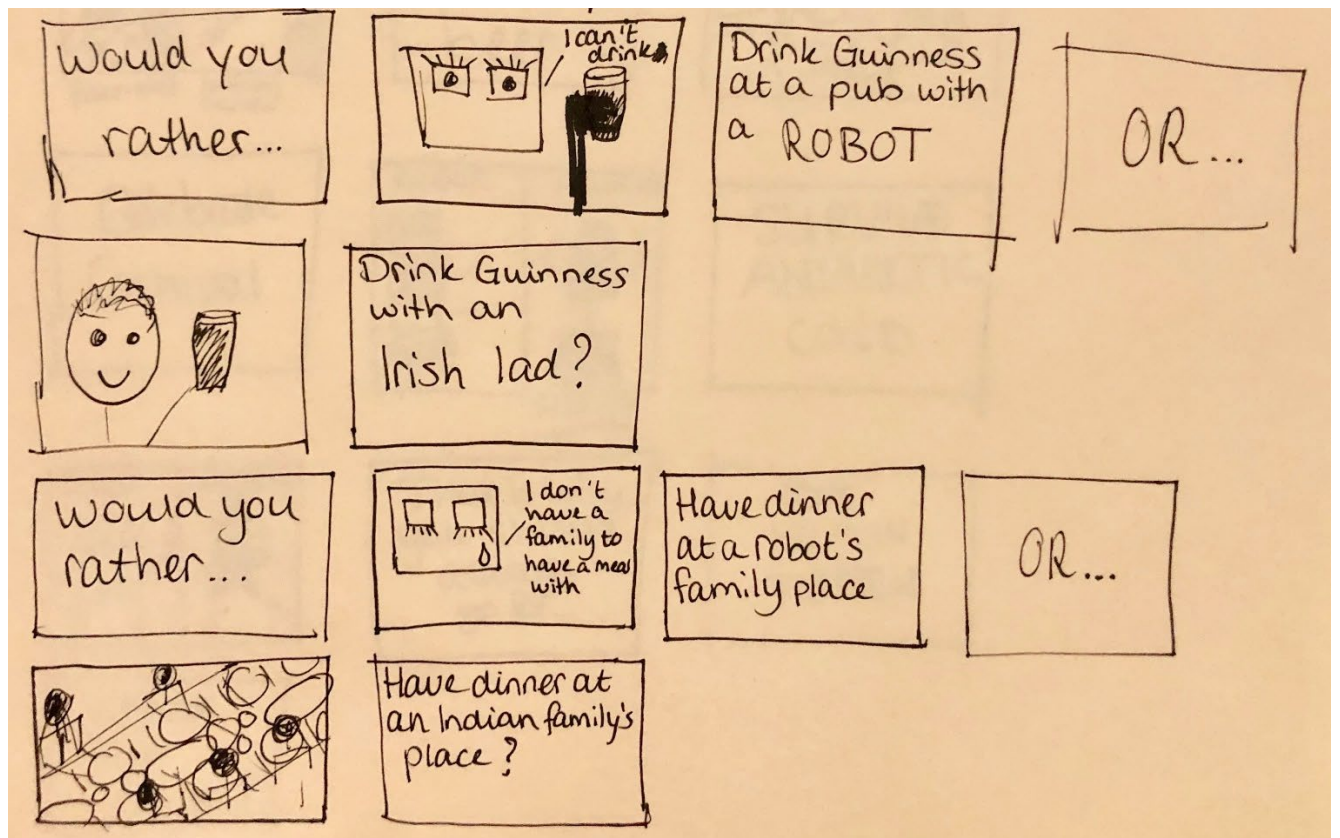 Would you
rather...
I can't
drink
Drink Guinness
at a pub with
a ROBOT
OR...
Drink Guinness
with an
Irish lad?
Would you
rather...
I don't
have a
family to
have a meal
with
Have dinner
at a robot's
family place
OR...
Have dinner at
an Indian family's
place?